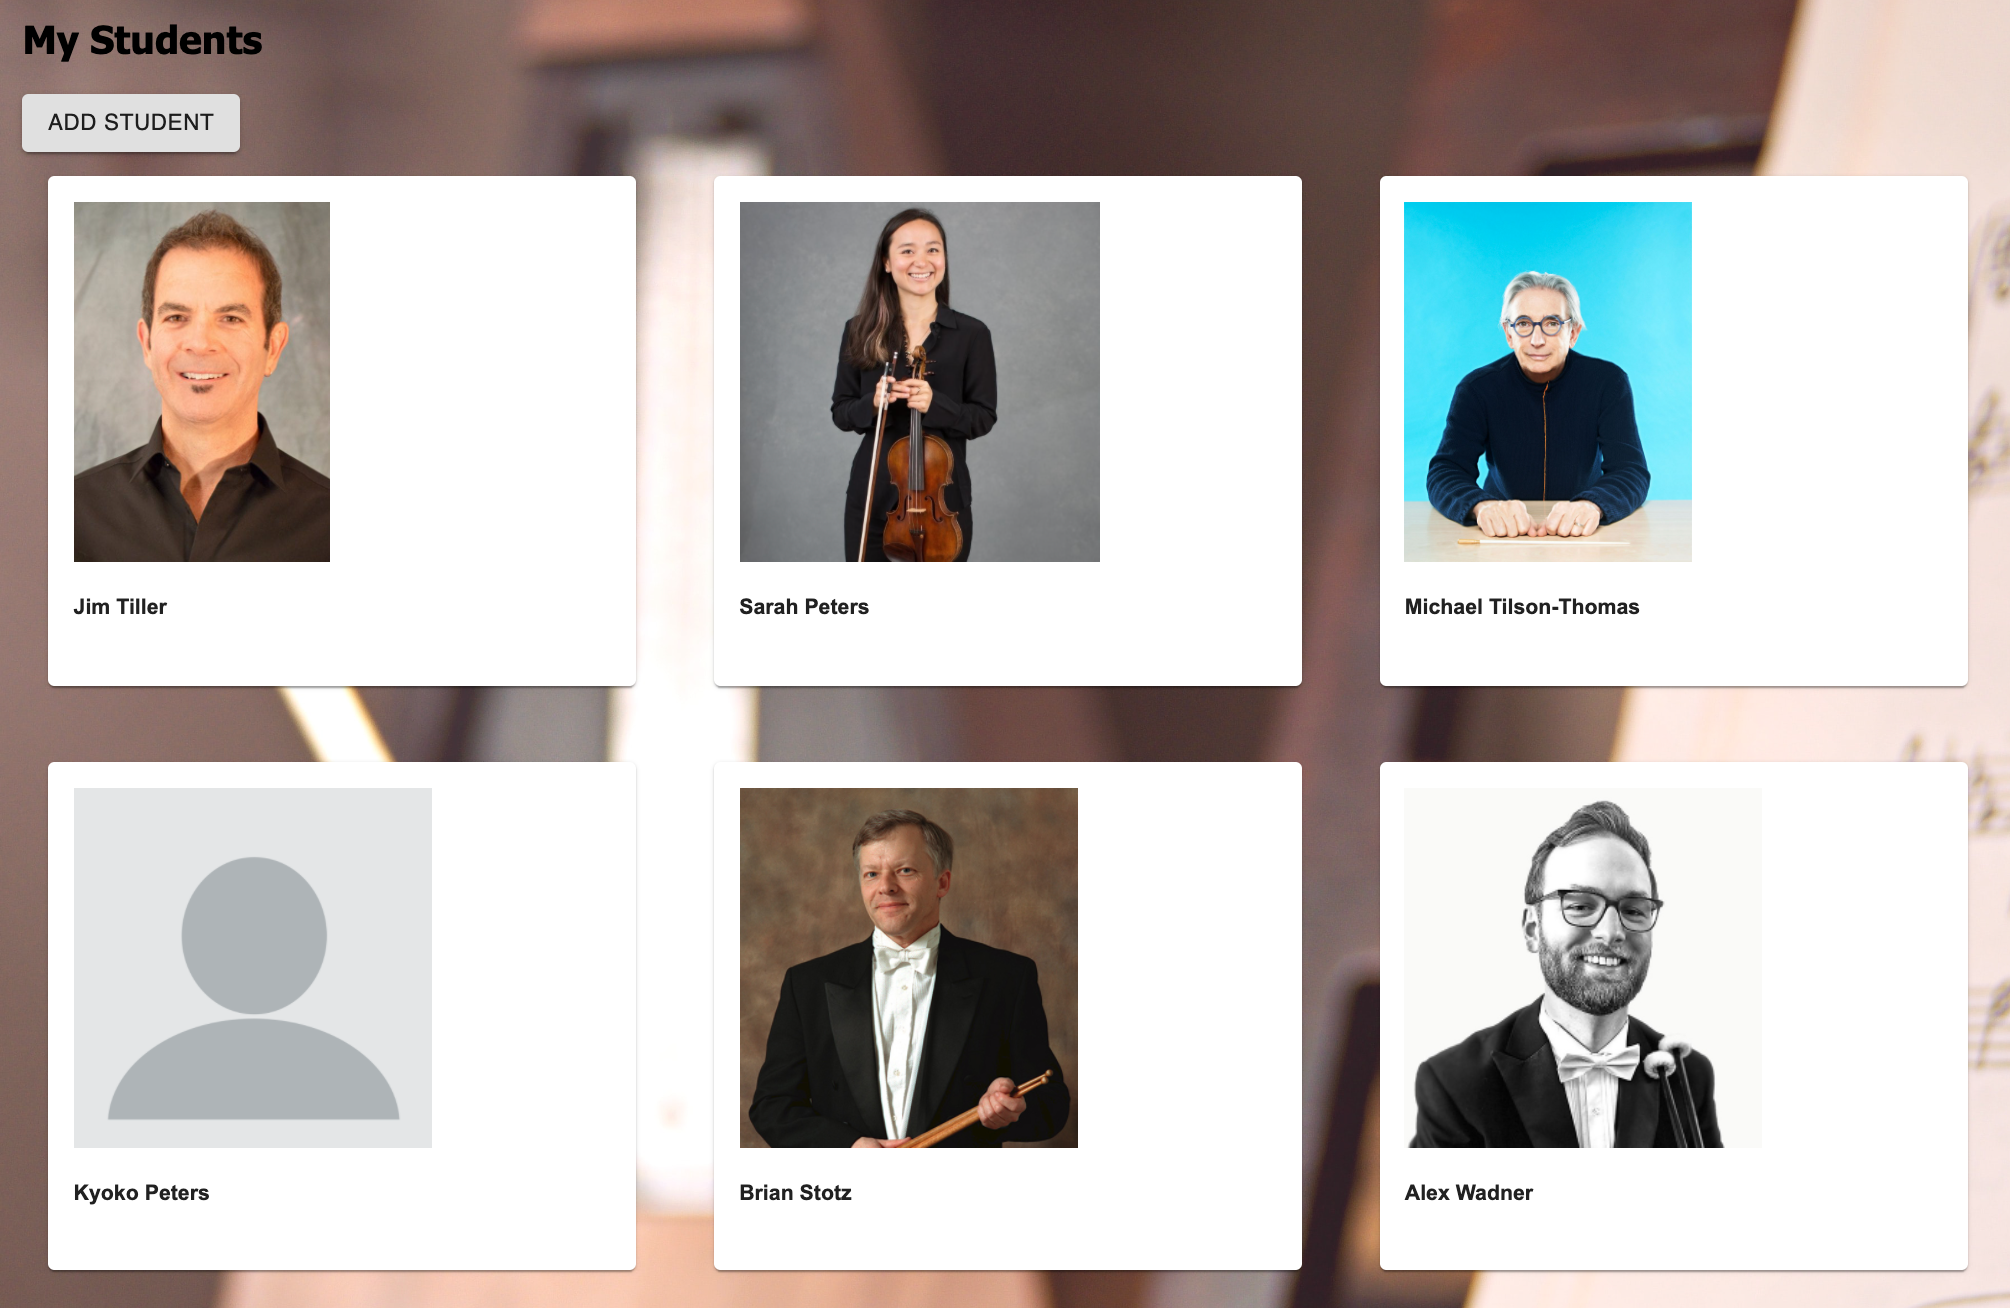 My Students
ADD STUDENT
Jim Tiller
Sarah Peters
Michael Tilson-Thomas
Kyoko Peters
Brian Stotz
Alex Wadner